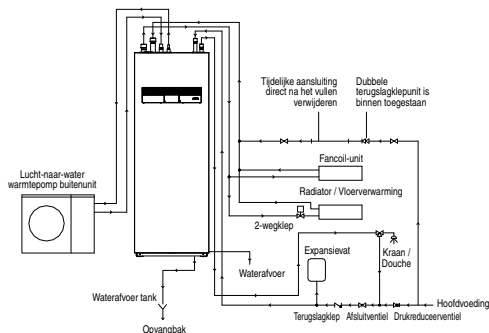 Tijdelijke aansluiting
direct na het vullen
verwijderen
Dubbele
terugslagklepunit is
binnen toegestaan
Fancoil-unit
Lucht-naar-water
warmtepomp buitenunit
Radiator / Vloerverwarming
2-wegklep
Kraan /
Douche
Expansievat
Waterafvoer
Waterafvoer tank
Hoofdvoeding
Terugslagklep
Afsluitventiel
Drukreduceerventiel
Opvangbak